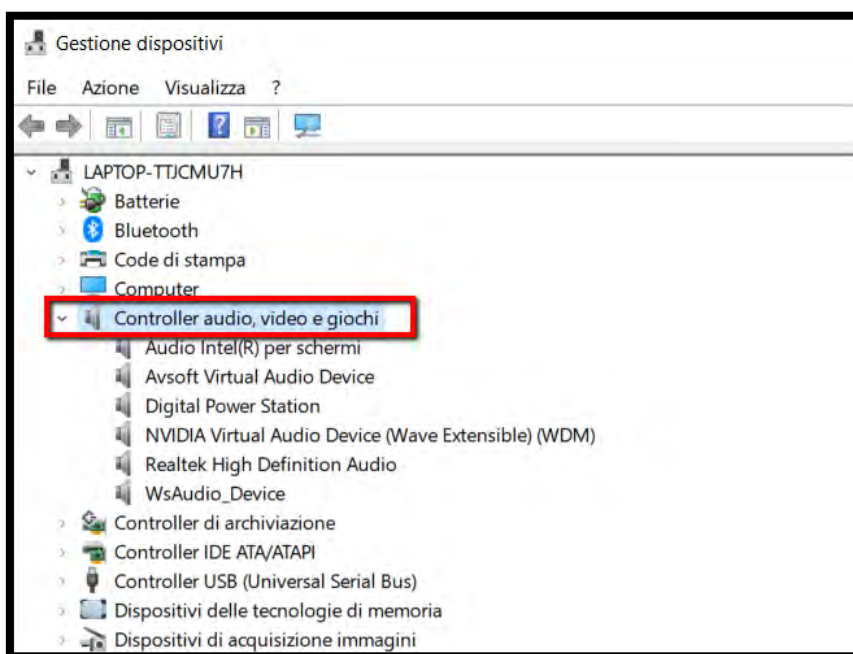 Gestione dispositivi
File Azione Visualizza ?
LAPTOP-TTJCMU7H
Batterie
Bluetooth
Code di stampa
Computer
Controller audio, video e giochi
Audio Intel(R) per schermi
Avsoft Virtual Audio Device
Digital Power Station
NVIDIA Virtual Audio Device (Wave Extensible) (WDM)
Realtek High Definition Audio
WsAudio_Device
Controller di archiviazione
Controller IDE ATA/ATAPI
Controller USB (Universal Serial Bus)
Dispositivi delle tecnologie di memoria
Dispositivi di acquisizione immagini